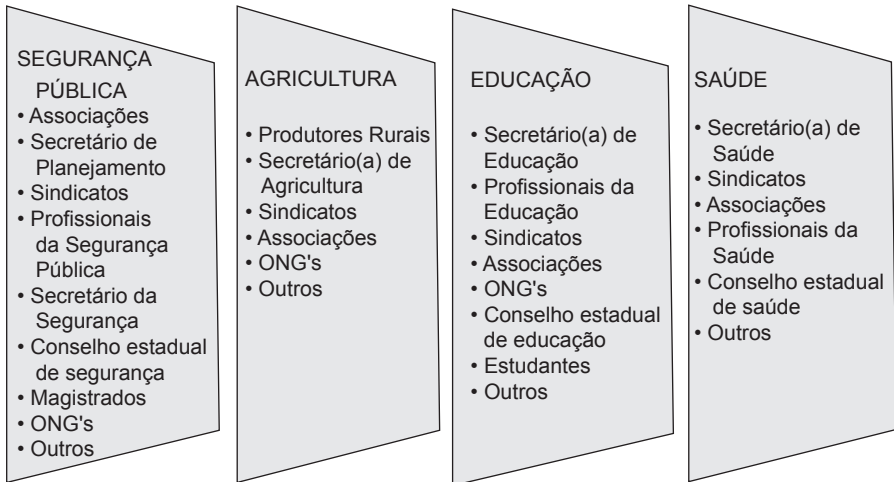 SEGURANÇA
PÚBLICA
• Associações
• Secretário de
Planejamento
• Sindicatos
• Profissionais
da Segurança
Pública
• Secretário da
Segurança
• Conselho estadual
de segurança
• Magistrados
• ONG's
• Outros
AGRICULTURA
• Produtores Rurais
• Secretário(a) de
Agricultura
• Sindicatos
• Associações
• ONG's
• Outros
EDUCAÇÃO
• Secretário(a) de
Educação
• Profissionais da
Educação
• Sindicatos
• Associações
• ONG's
• Conselho estadual
de educação
• Estudantes
• Outros
SAÚDE
• Secretário(a) de
Saúde
• Sindicatos
• Associações
• Profissionais da
Saúde
• Conselho estadual
de saúde
• Outros